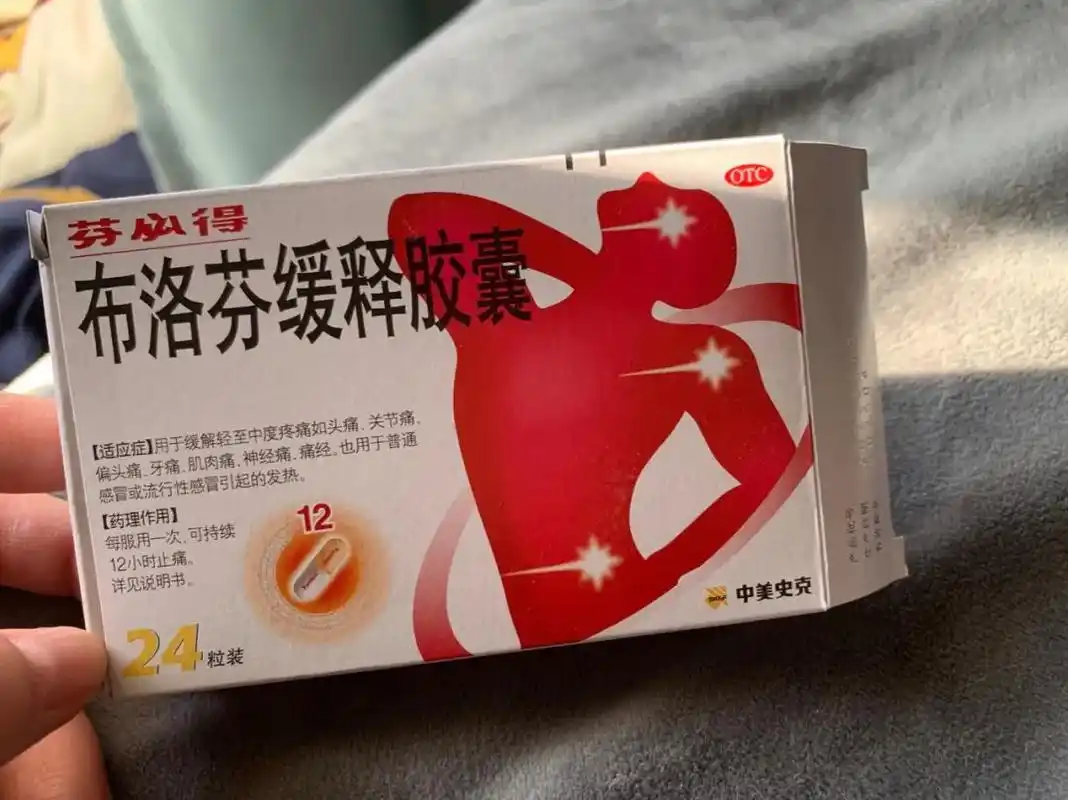 芬必得
OTC
布洛芬缓释胶囊
【适应症】用于缓解轻至中度疼痛如头痛、关节痛、
偏头痛、牙痛、肌肉痛、神经痛、痛经。也用于普通
感冒或流行性感冒引起的发热。
【药理作用】
每服用一次，可持续
12小时止痛。
详见说明书。
12
24粒装
中美史克